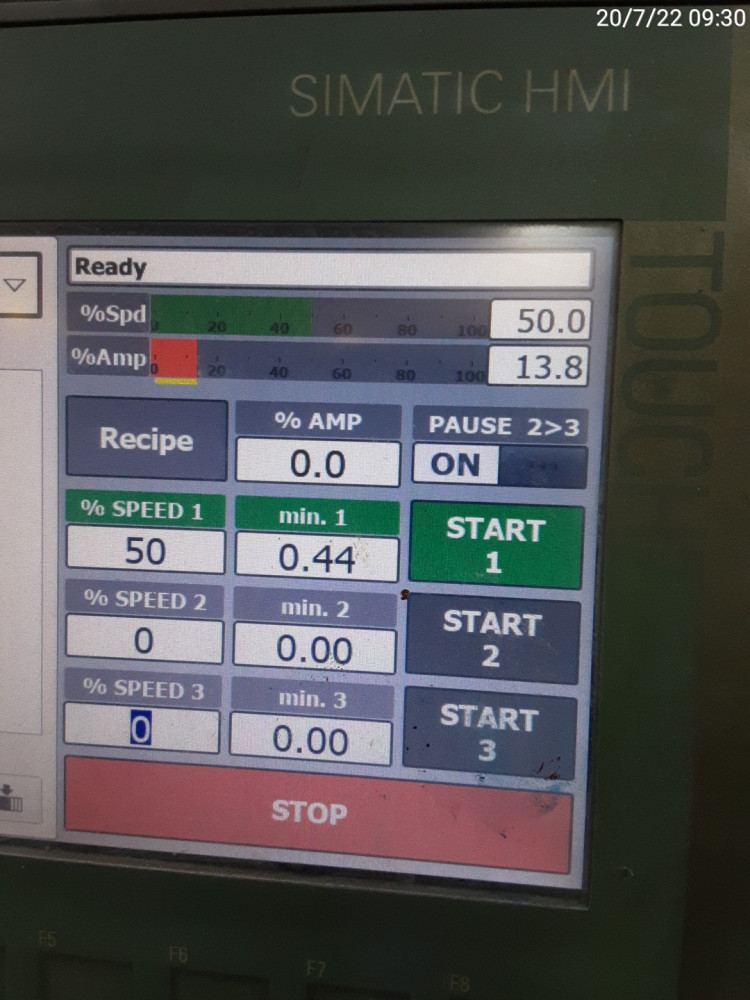 20/7/22 09:30
SIMATIC HMI
TOUCH
Ready
%Spd 0 20 40 60 80 100 50.0
%Amp 0 20 40 60 80 100 13.8
Recipe
% AMP
0.0
PAUSE 2>3
ON
% SPEED 1
50
min. 1
0.44
START
1
% SPEED 2
0
min. 2
0.00
START
2
% SPEED 3
0
min. 3
0.00
START
3
STOP
F5 F6 F7 F8